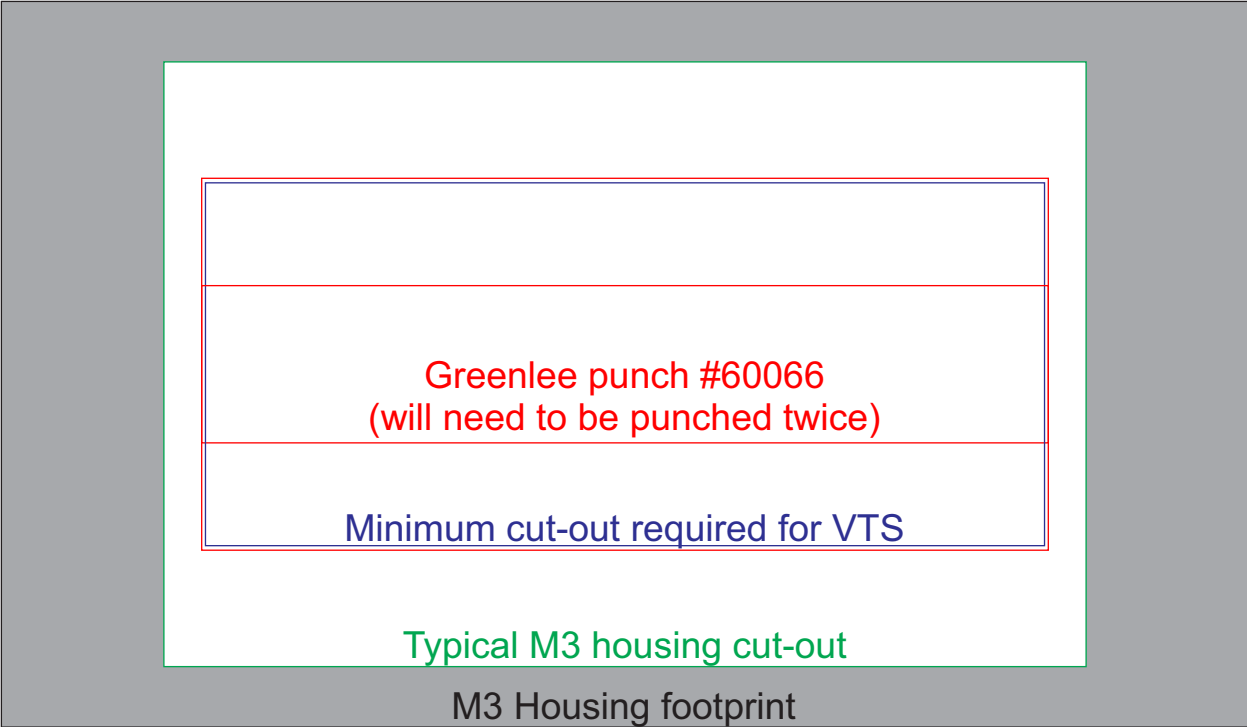 Greenlee punch #60066
(will need to be punched twice)
Minimum cut-out required for VTS
Typical M3 housing cut-out
M3 Housing footprint